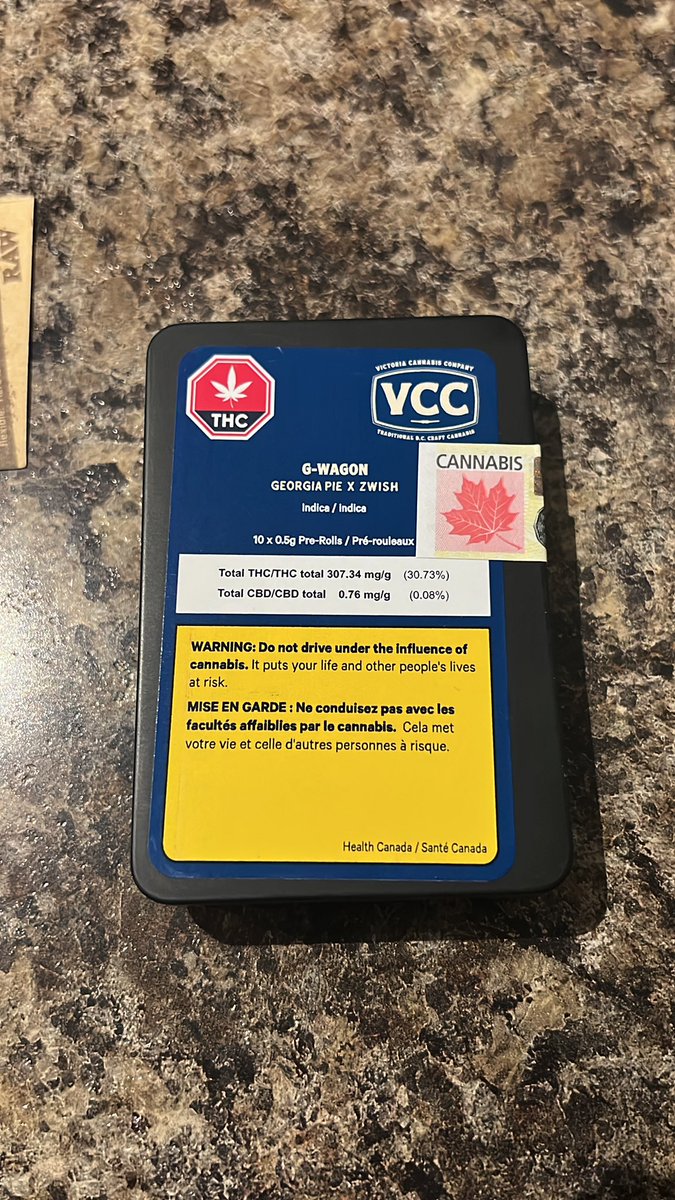 RAW
THC
VICTORIA CANNABIS COMPANY
VCC
TRADITIONAL B.C. CRAFT CANNABIS
CANNABIS
G-WAGON
GEORGIA PIE X ZWISH
Indica / Indica
10 x 0.5g Pre-Rolls / Pré-rouleaux
Total THC/THC total 307.34 mg/g (30.73%)
Total CBD/CBD total 0.76 mg/g (0.08%)
WARNING: Do not drive under the influence of
cannabis. It puts your life and other people's lives
at risk.
MISE EN GARDE : Ne conduisez pas avec les
facultés affaiblies par le cannabis. Cela met
votre vie et celle d'autres personnes à risque.
Health Canada / Santé Canada